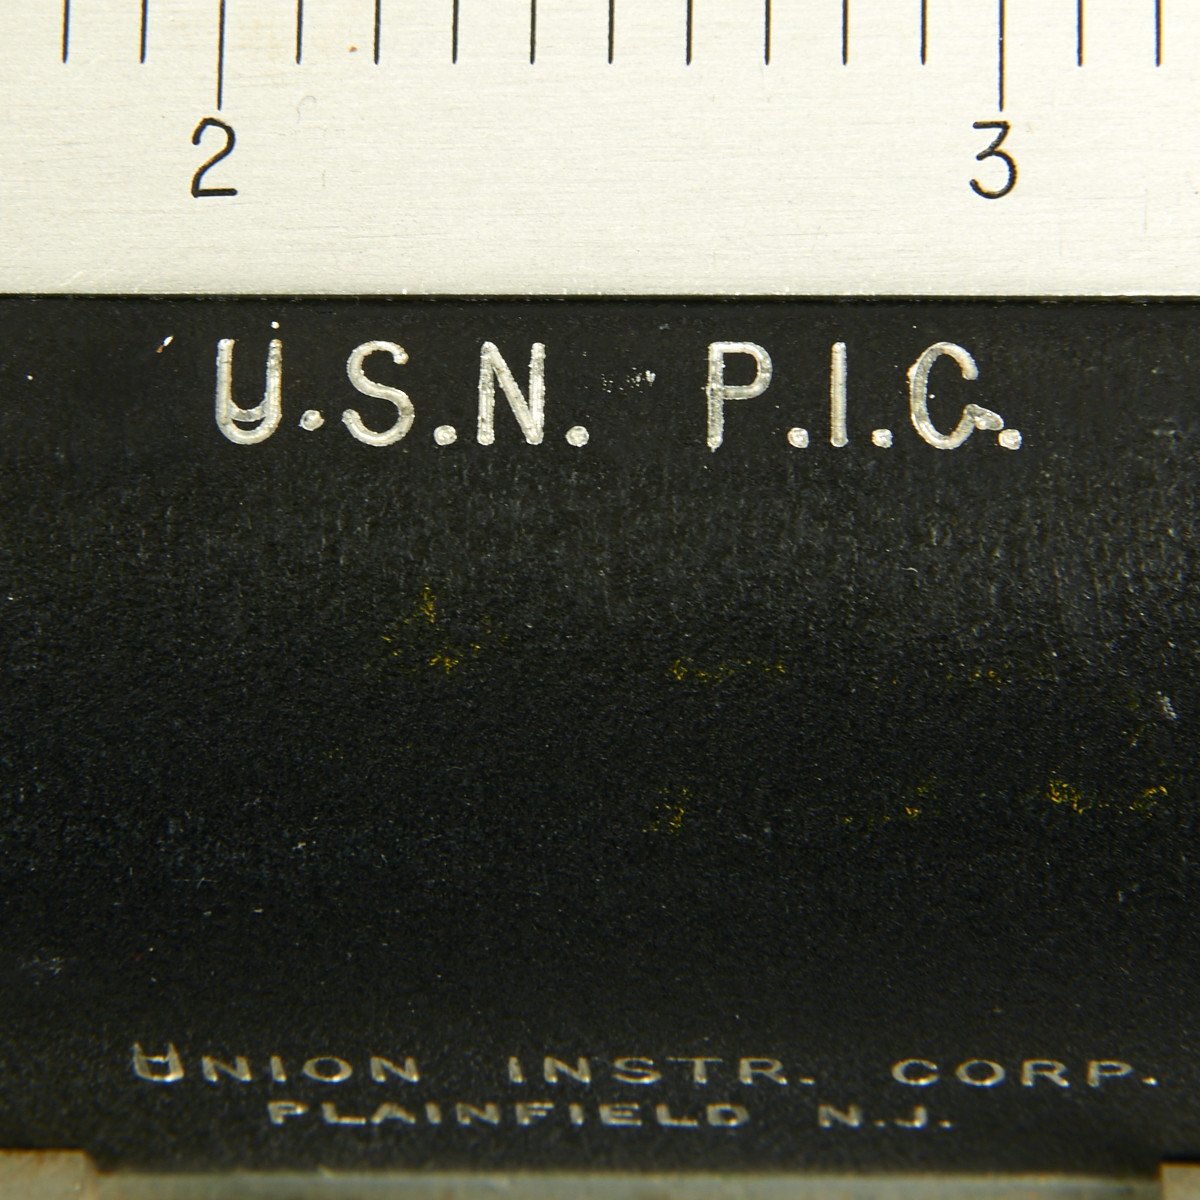 2 3
U.S.N. P.I.C.
UNION INSTR. CORP.
PLAINFIELD N.J.